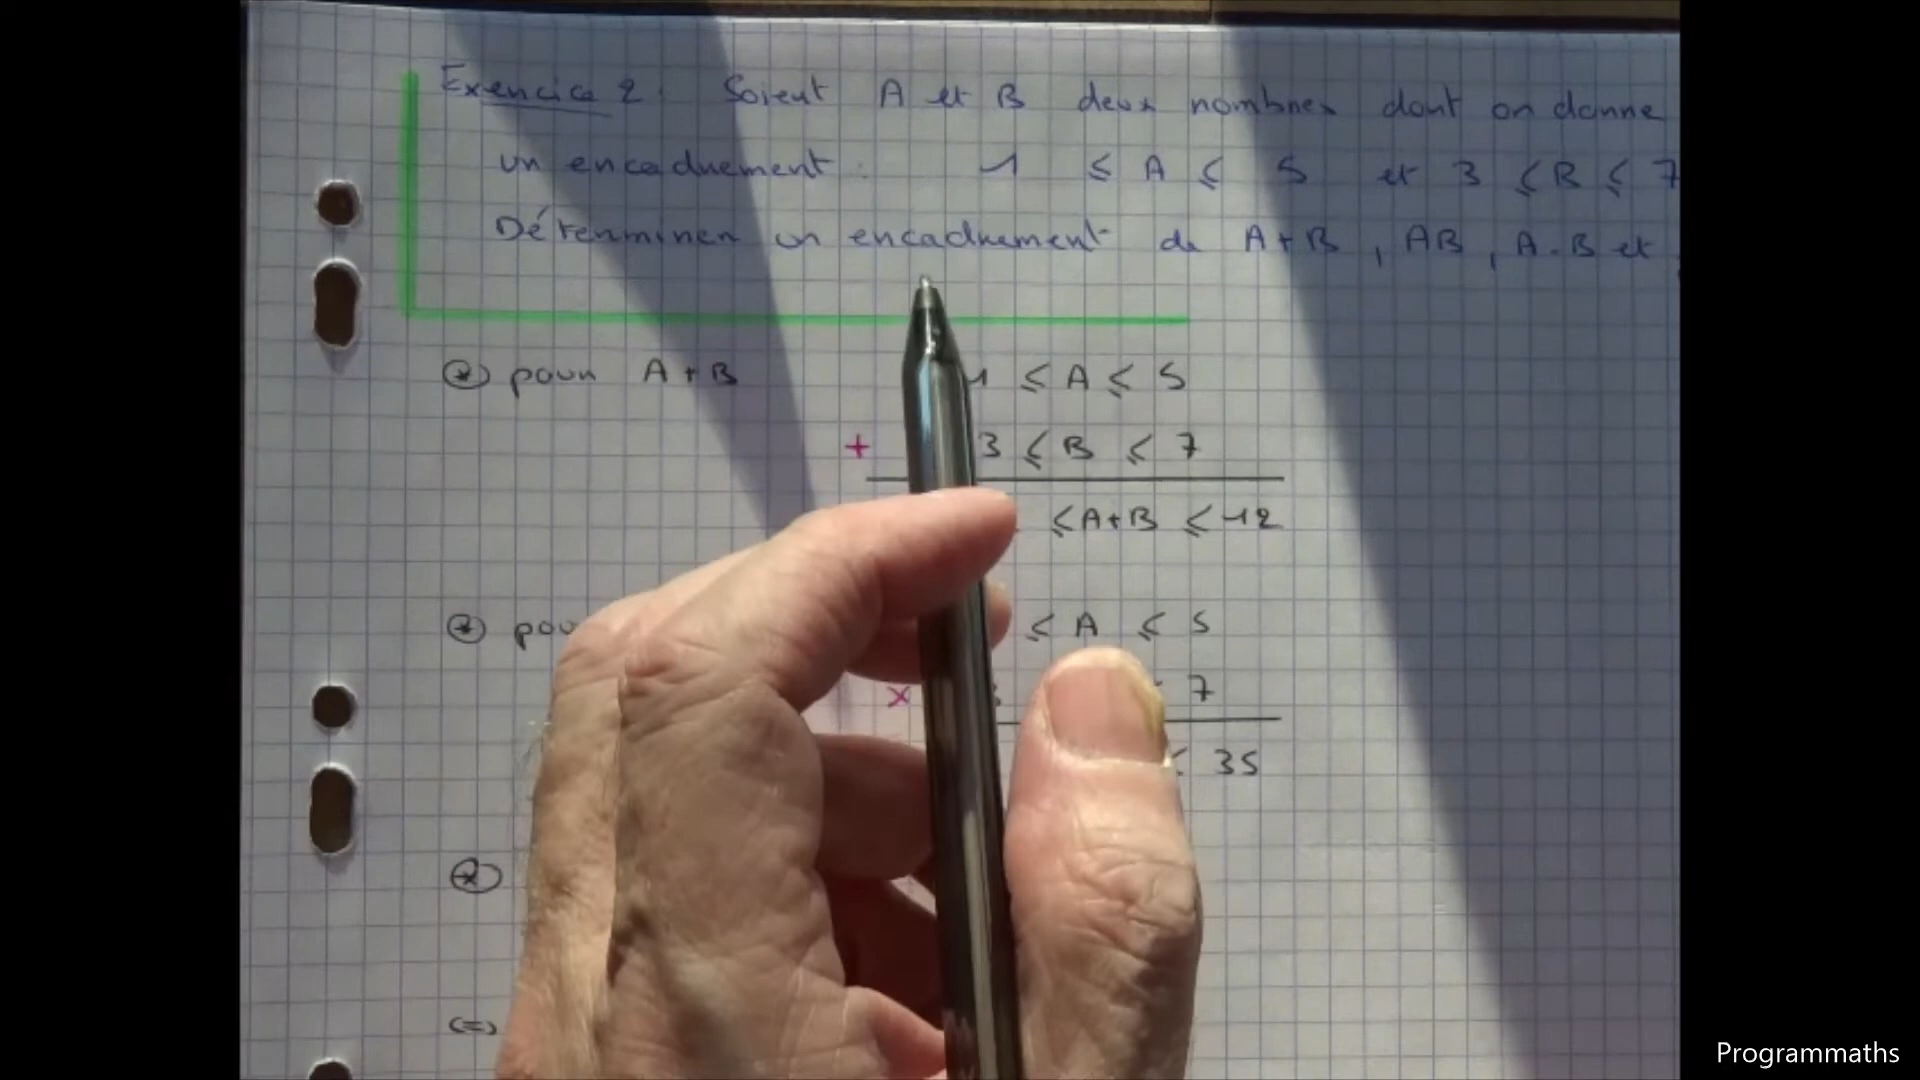 Exercice 2 : Soient A et B deux nombres dont on donne
un encadrement : 1 ≤ A ≤ 5 et 3 ≤ B ≤ 7
Déterminer un encadrement de A+B , AB , A-B et
⊛ pour A+B 1 ≤ A ≤ 5
+ 3 ≤ B ≤ 7
≤ A+B ≤ 12
⊛ ≤ A ≤ 5
× 7
≤ 35
⊛
Programmaths